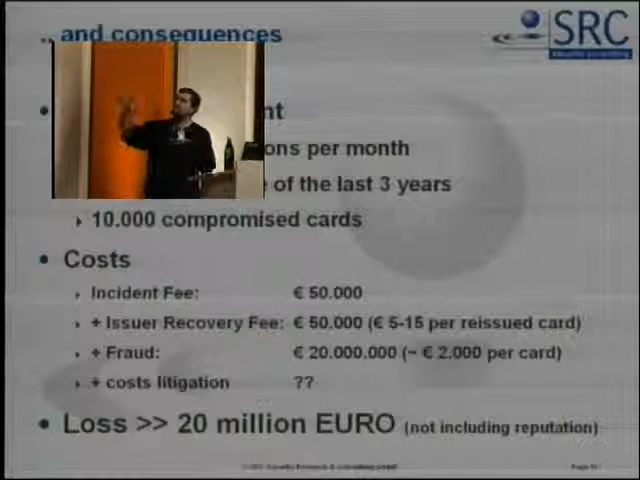 .. and consequences
SRC
nt
ons per month
e of the last 3 years
10.000 compromised cards
Costs
Incident Fee: € 50.000
+ Issuer Recovery Fee: € 50.000 (€ 5-15 per reissued card)
+ Fraud: € 20.000.000 (~ € 2.000 per card)
+ costs litigation ??
Loss >> 20 million EURO (not including reputation)